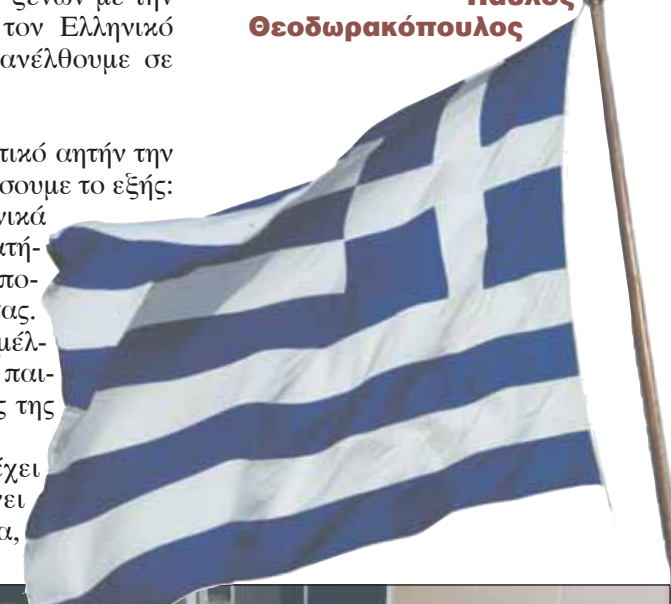 ξένων με την
τον Ελληνικό
ανέλθουμε σε
τικό αητήν την
σουμε το εξής:
νικά
ατή-
πο-
ας.
μέλ-
παι-
ς της
έχει
νει
α,
Παύλος
Θεοδωρακόπουλος